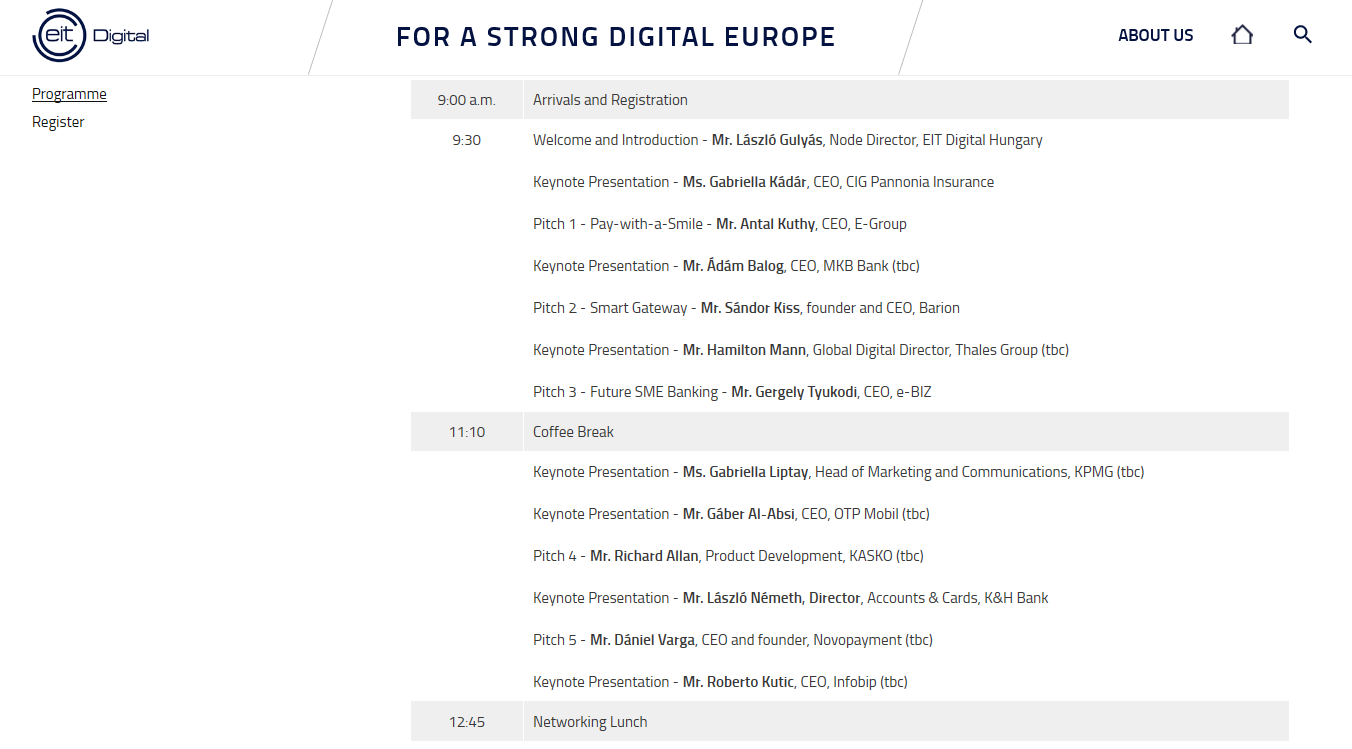 eit Digital
FOR A STRONG DIGITAL EUROPE
ABOUT US
Programme
Register
9:00 a.m. Arrivals and Registration
9:30 Welcome and Introduction - Mr. László Gulyás, Node Director, EIT Digital Hungary
Keynote Presentation - Ms. Gabriella Kádár, CEO, CIG Pannonia Insurance
Pitch 1 - Pay-with-a-Smile - Mr. Antal Kuthy, CEO, E-Group
Keynote Presentation - Mr. Ádám Balog, CEO, MKB Bank (tbc)
Pitch 2 - Smart Gateway - Mr. Sándor Kiss, founder and CEO, Barion
Keynote Presentation - Mr. Hamilton Mann, Global Digital Director, Thales Group (tbc)
Pitch 3 - Future SME Banking - Mr. Gergely Tyukodi, CEO, e-BIZ
11:10 Coffee Break
Keynote Presentation - Ms. Gabriella Liptay, Head of Marketing and Communications, KPMG (tbc)
Keynote Presentation - Mr. Gáber Al-Absi, CEO, OTP Mobil (tbc)
Pitch 4 - Mr. Richard Allan, Product Development, KASKO (tbc)
Keynote Presentation - Mr. László Németh, Director, Accounts & Cards, K&H Bank
Pitch 5 - Mr. Dániel Varga, CEO and founder, Novopayment (tbc)
Keynote Presentation - Mr. Roberto Kutic, CEO, Infobip (tbc)
12:45 Networking Lunch